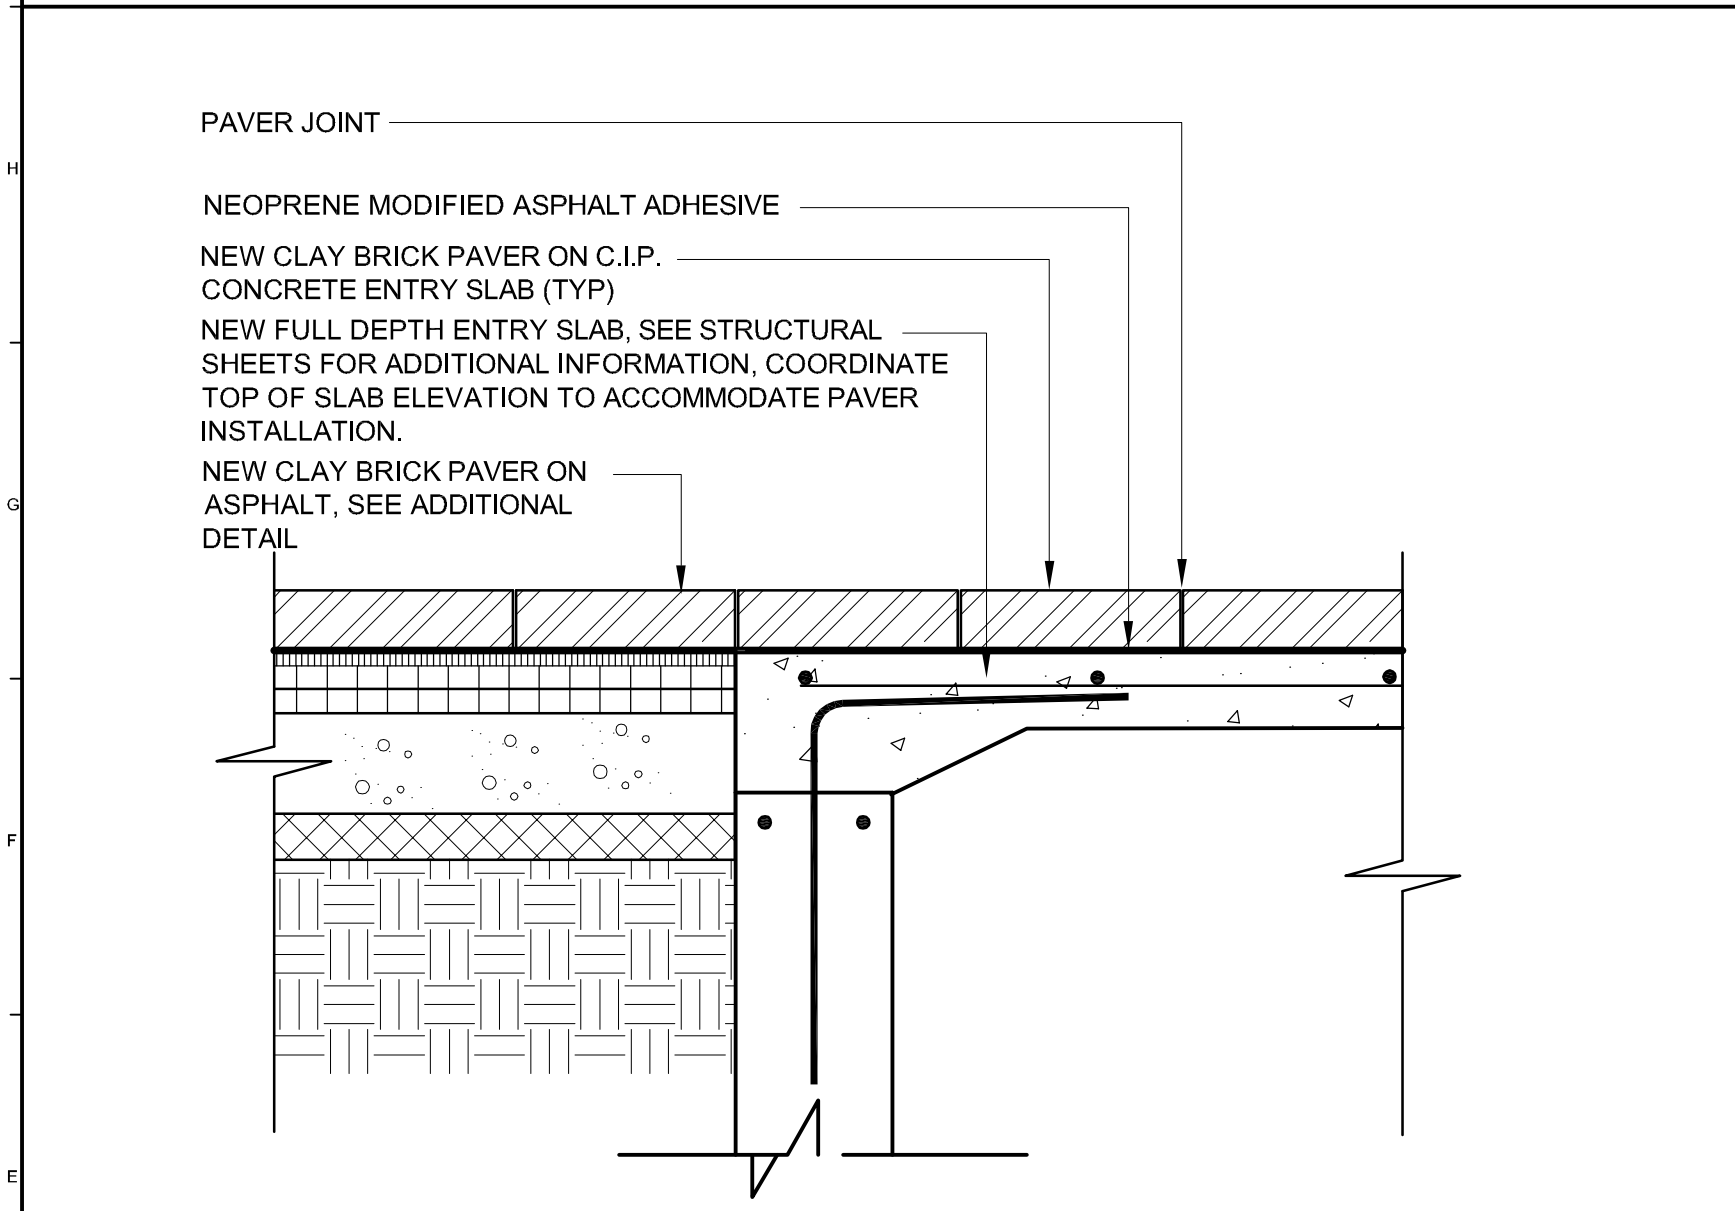 PAVER JOINT
NEOPRENE MODIFIED ASPHALT ADHESIVE
NEW CLAY BRICK PAVER ON C.I.P.
CONCRETE ENTRY SLAB (TYP)
NEW FULL DEPTH ENTRY SLAB, SEE STRUCTURAL
SHEETS FOR ADDITIONAL INFORMATION, COORDINATE
TOP OF SLAB ELEVATION TO ACCOMMODATE PAVER
INSTALLATION.
NEW CLAY BRICK PAVER ON
ASPHALT, SEE ADDITIONAL
DETAIL
H
G
F
E